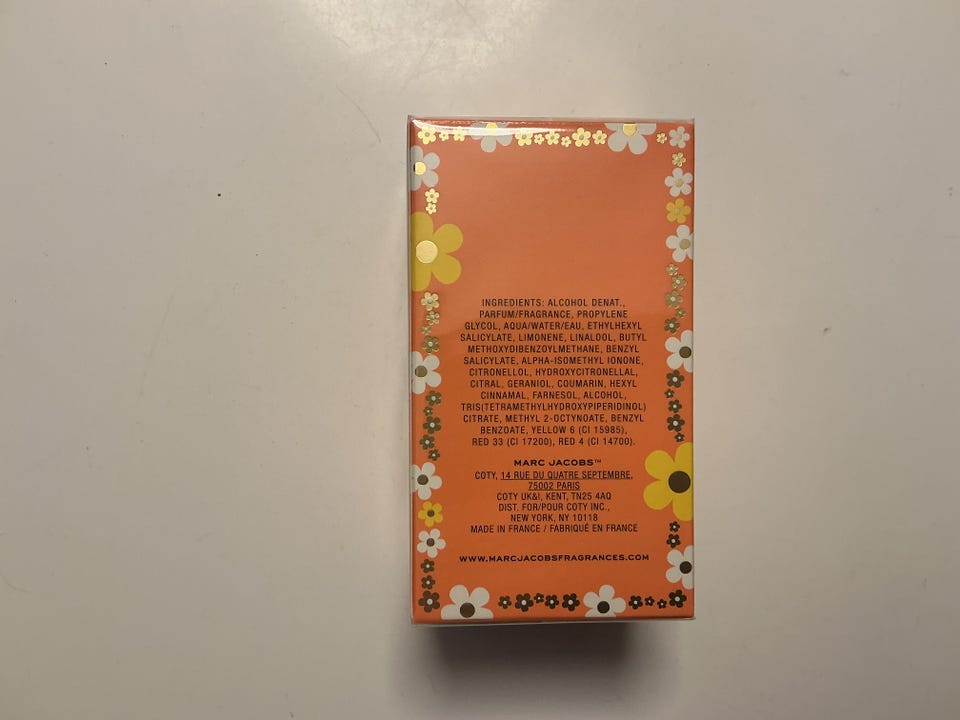 INGREDIENTS: ALCOHOL DENAT.,
PARFUM/FRAGRANCE, PROPYLENE
GLYCOL, AQUA/WATER/EAU, ETHYLHEXYL
SALICYLATE, LIMONENE, LINALOOL, BUTYL
METHOXYDIBENZOYLMETHANE, BENZYL
SALICYLATE, ALPHA-ISOMETHYL IONONE,
CITRONELLOL, HYDROXYCITRONELLAL,
CITRAL, GERANIOL, COUMARIN, HEXYL
CINNAMAL, FARNESOL, ALCOHOL,
TRIS(TETRAMETHYLHYDROXYPIPERIDINOL)
CITRATE, METHYL 2-OCTYNOATE, BENZYL
BENZOATE, YELLOW 6 (CI 15985),
RED 33 (CI 17200), RED 4 (CI 14700).
MARC JACOBS™
COTY, 14 RUE DU QUATRE SEPTEMBRE,
75002 PARIS
COTY UK&I, KENT, TN25 4AQ
DIST. FOR/POUR COTY INC.,
NEW YORK, NY 10118
MADE IN FRANCE / FABRIQUÉ EN FRANCE
WWW.MARCJACOBSFRAGRANCES.COM